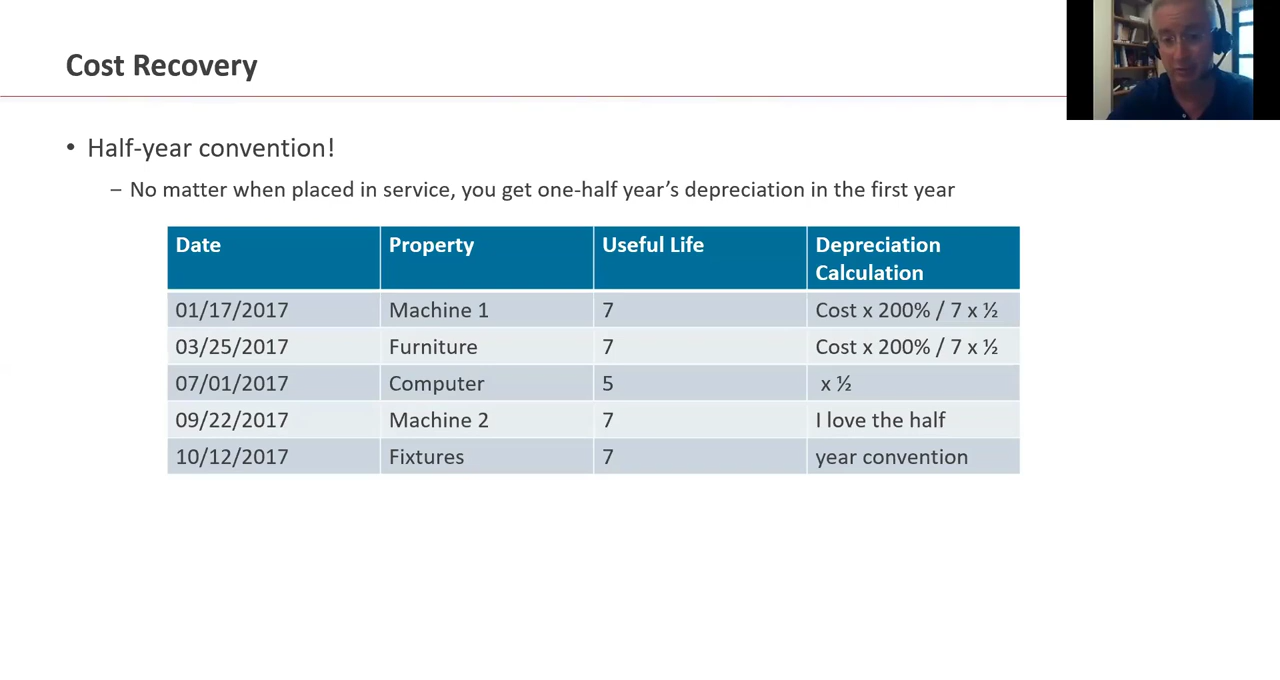 Cost Recovery
• Half-year convention!
– No matter when placed in service, you get one-half year’s depreciation in the first year
Date Property Useful Life Depreciation
Calculation
01/17/2017 Machine 1 7 Cost x 200% / 7 x ½
03/25/2017 Furniture 7 Cost x 200% / 7 x ½
07/01/2017 Computer 5 x ½
09/22/2017 Machine 2 7 I love the half
10/12/2017 Fixtures 7 year convention